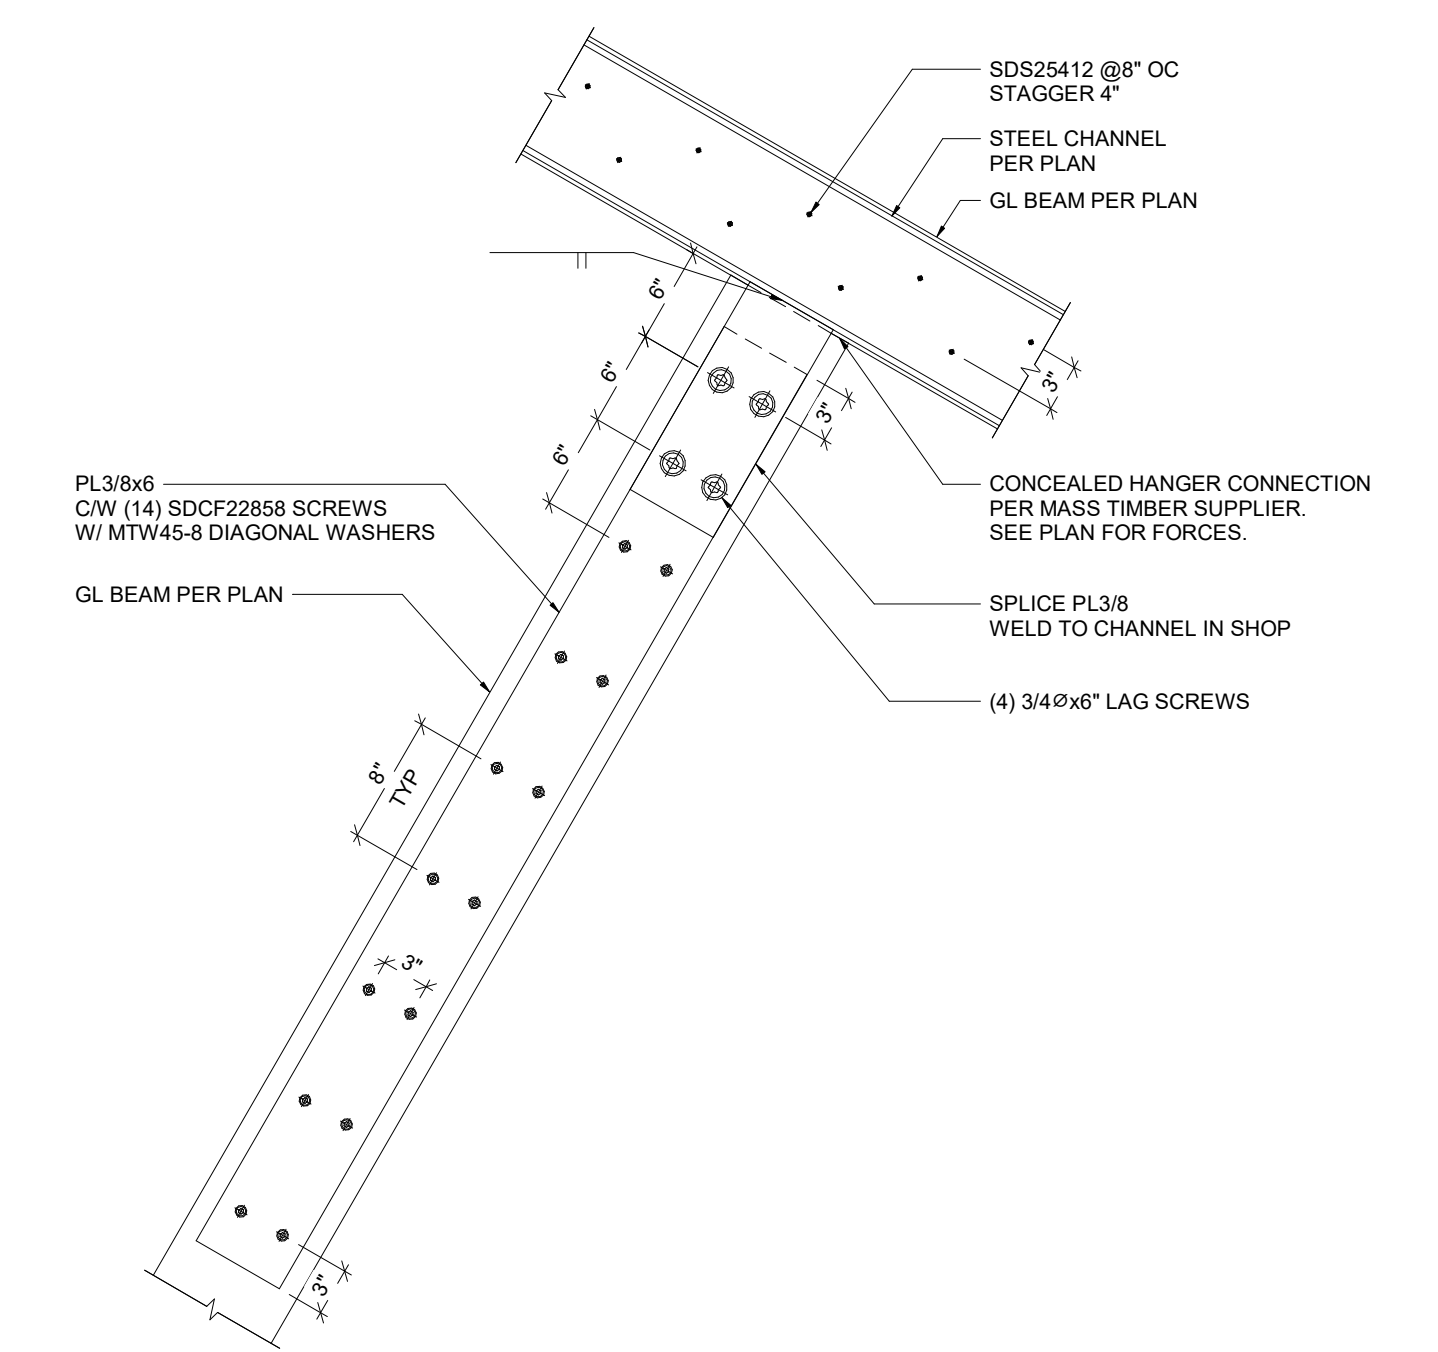 SDS25412 @8" OC
STAGGER 4"
STEEL CHANNEL
PER PLAN
GL BEAM PER PLAN
6"
6"
6"
3"
3"
PL3/8x6
C/W (14) SDCF22858 SCREWS
W/ MTW45-8 DIAGONAL WASHERS
GL BEAM PER PLAN
CONCEALED HANGER CONNECTION
PER MASS TIMBER SUPPLIER.
SEE PLAN FOR FORCES.
SPLICE PL3/8
WELD TO CHANNEL IN SHOP
(4) 3/4∅x6" LAG SCREWS
8"
TYP
3"
3"